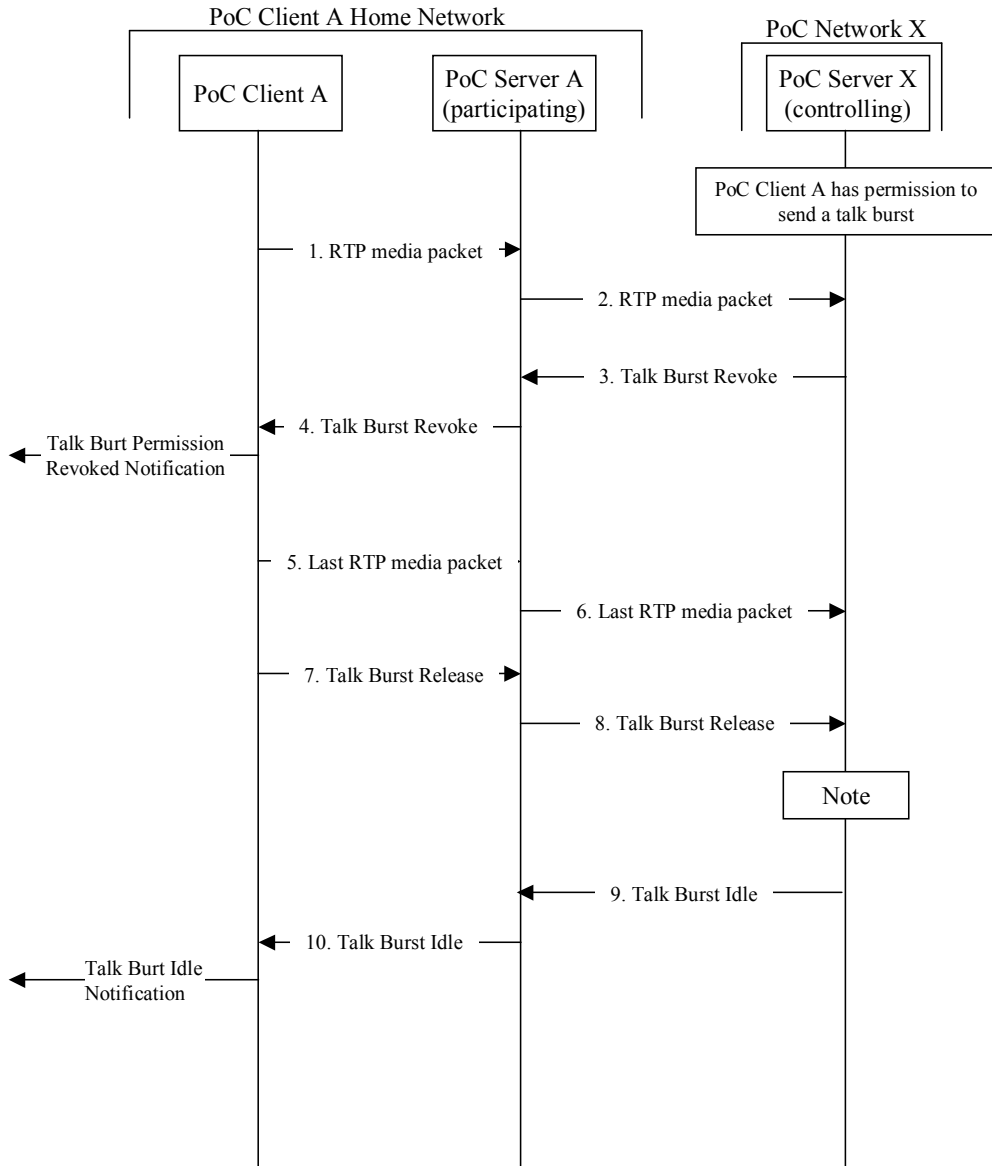 PoC Client A Home Network
PoC Network X
PoC Client A
PoC Server A
(participating)
PoC Server X
(controlling)
PoC Client A has permission to
send a talk burst
1. RTP media packet
2. RTP media packet
3. Talk Burst Revoke
4. Talk Burst Revoke
Talk Burt Permission
Revoked Notification
5. Last RTP media packet
6. Last RTP media packet
7. Talk Burst Release
8. Talk Burst Release
Note
9. Talk Burst Idle
10. Talk Burst Idle
Talk Burt Idle
Notification